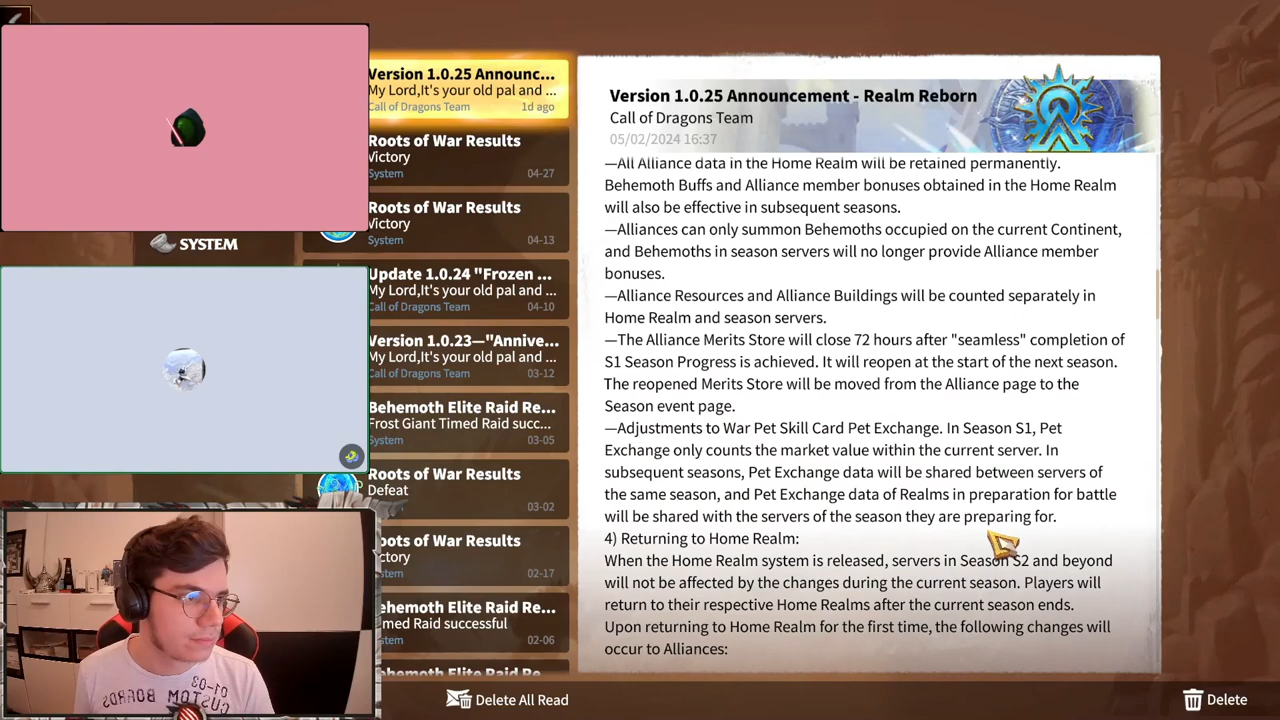 SYSTEM
Version 1.0.25 Announc...
My Lord,It's your old pal and ...
Call of Dragons Team 1d ago
Roots of War Results
Victory
System 04-27
Roots of War Results
Victory
System 04-13
Update 1.0.24 "Frozen ...
My Lord,It's your old pal and ...
Call of Dragons Team 04-10
Version 1.0.23—"Annive...
My Lord,It's your old pal and ...
Call of Dragons Team 03-12
Behemoth Elite Raid Re...
Frost Giant Timed Raid succ...
System 03-05
Roots of War Results
Defeat
03-02
oots of War Results
ctory
stem 02-17
ehemoth Elite Raid Re...
med Raid successful
stem 02-06
ehemoth Elite Raid Re
Delete All Read
Version 1.0.25 Announcement - Realm Reborn
Call of Dragons Team
05/02/2024 16:37
—All Alliance data in the Home Realm will be retained permanently.
Behemoth Buffs and Alliance member bonuses obtained in the Home Realm
will also be effective in subsequent seasons.
—Alliances can only summon Behemoths occupied on the current Continent,
and Behemoths in season servers will no longer provide Alliance member
bonuses.
—Alliance Resources and Alliance Buildings will be counted separately in
Home Realm and season servers.
—The Alliance Merits Store will close 72 hours after "seamless" completion of
S1 Season Progress is achieved. It will reopen at the start of the next season.
The reopened Merits Store will be moved from the Alliance page to the
Season event page.
—Adjustments to War Pet Skill Card Pet Exchange. In Season S1, Pet
Exchange only counts the market value within the current server. In
subsequent seasons, Pet Exchange data will be shared between servers of
the same season, and Pet Exchange data of Realms in preparation for battle
will be shared with the servers of the season they are preparing for.
4) Returning to Home Realm:
When the Home Realm system is released, servers in Season S2 and beyond
will not be affected by the changes during the current season. Players will
return to their respective Home Realms after the current season ends.
Upon returning to Home Realm for the first time, the following changes will
occur to Alliances:
Delete
CUSTOM BOARDS
01-03